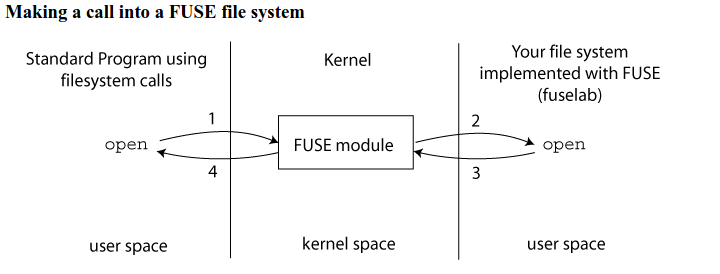 Making a call into a FUSE file system
Standard Program using
filesystem calls
Kernel
Your file system
implemented with FUSE
(fuselab)
1
2
open
FUSE module
open
4
3
user space
kernel space
user space